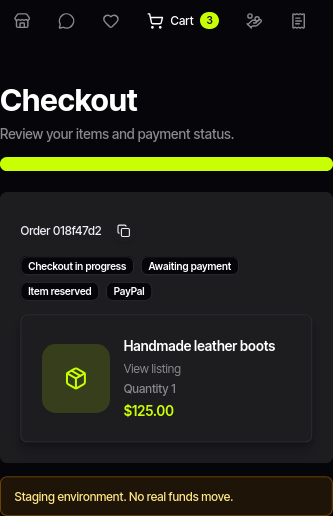 Cart 3
Checkout
Review your items and payment status.
Order 018f47d2
Checkout in progress Awaiting payment
Item reserved PayPal
Handmade leather boots
View listing
Quantity 1
$125.00
Staging environment. No real funds move.